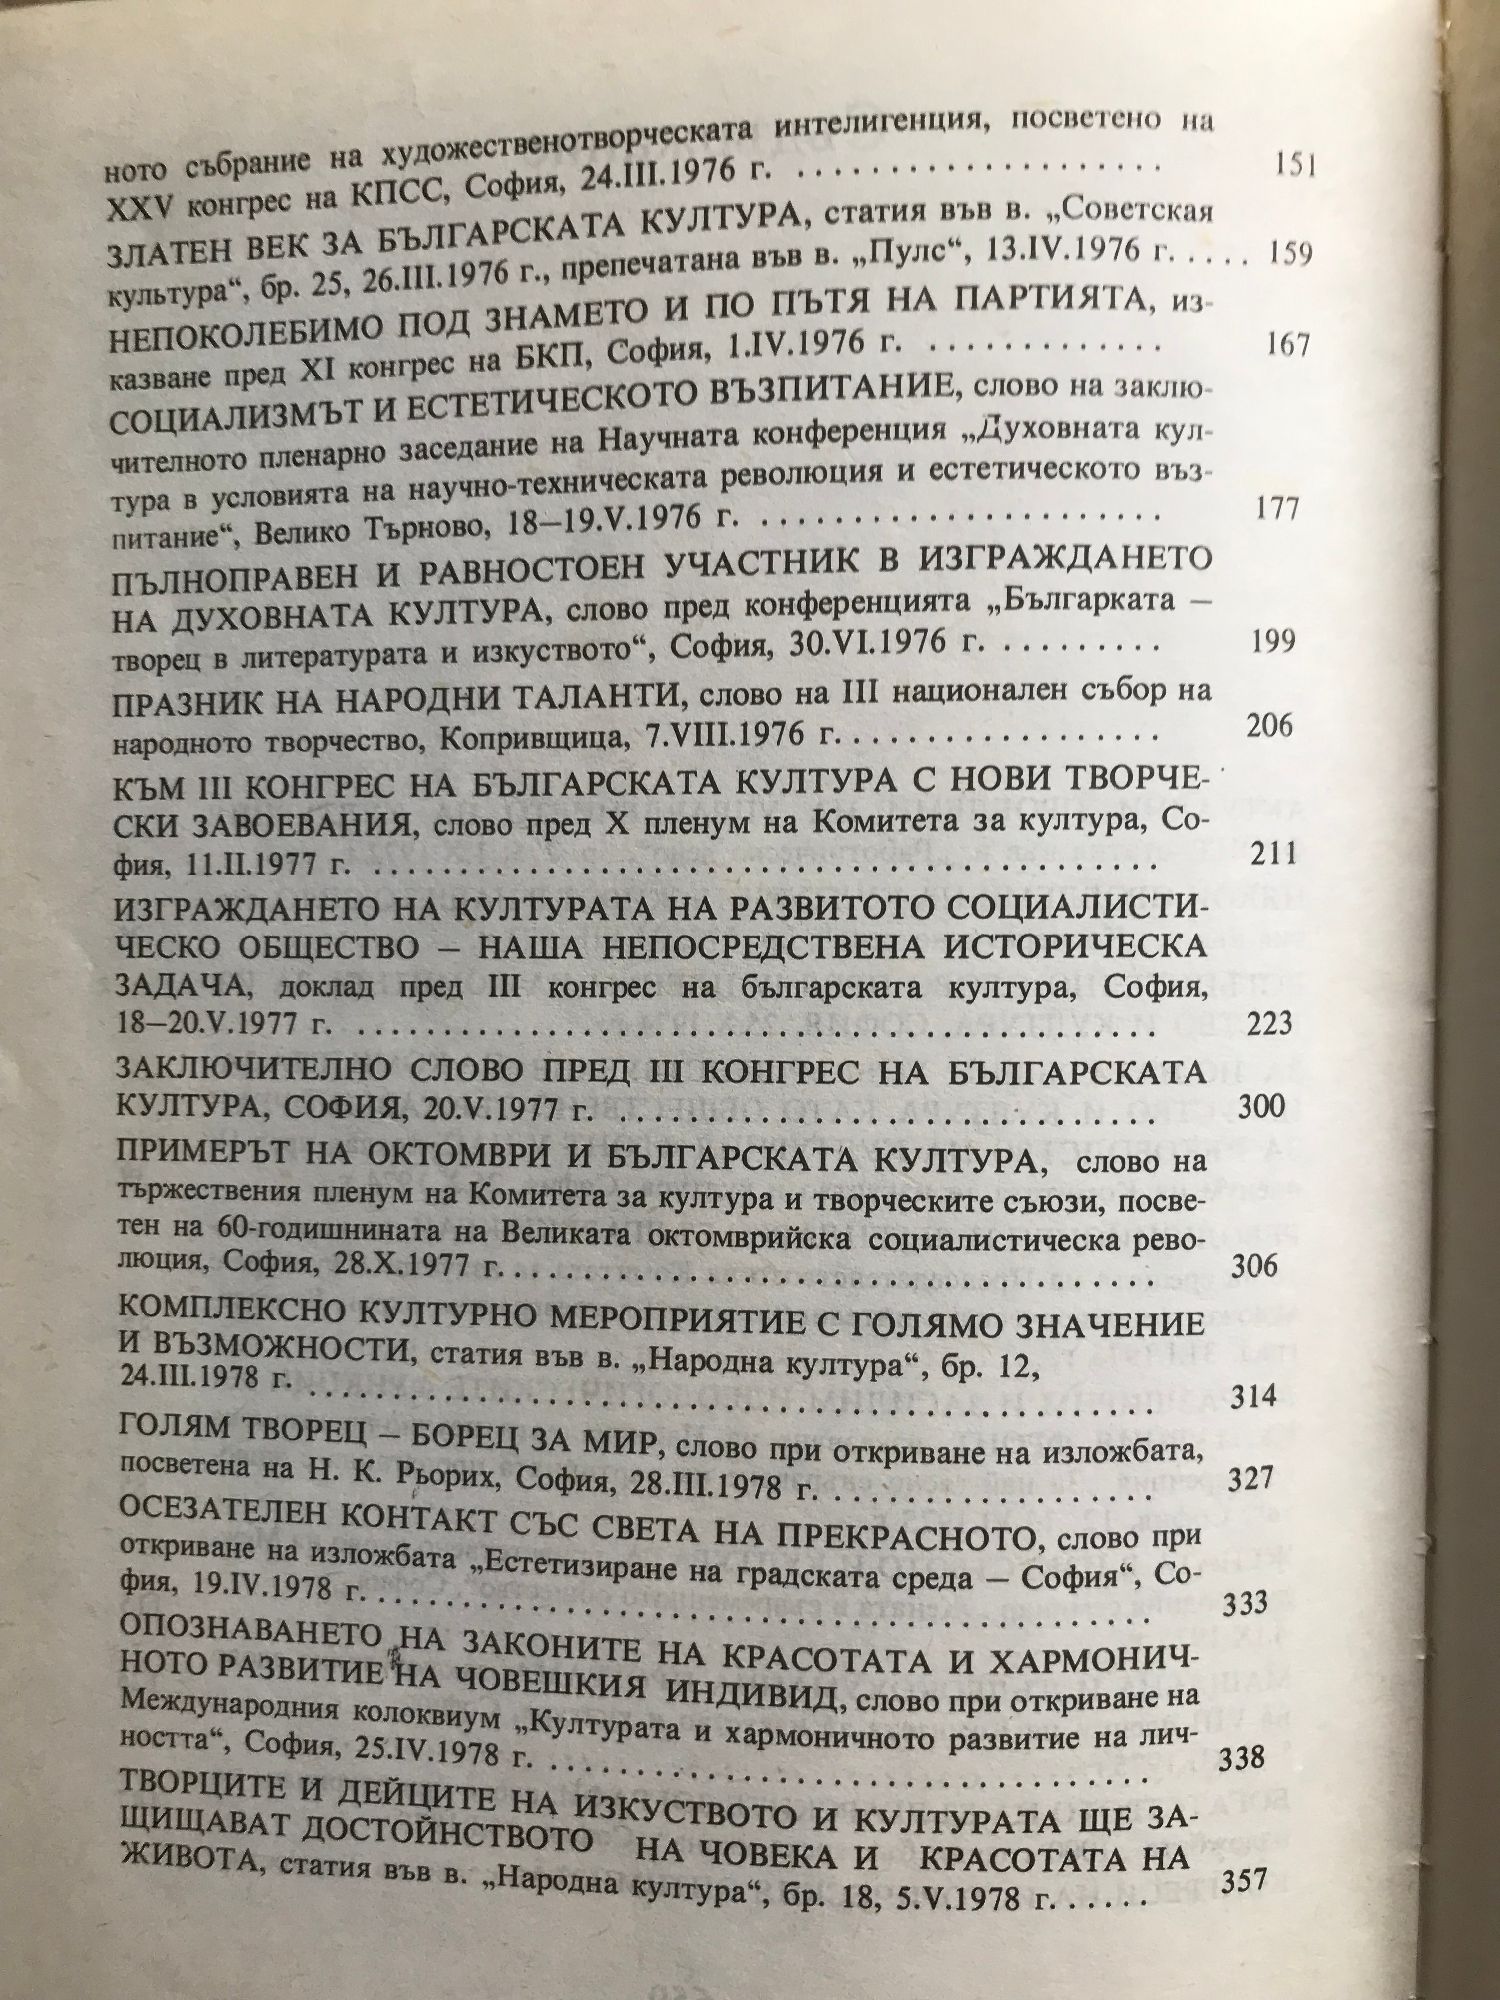 ното събрание на художественотворческата интелигенция, посветено на
XXV конгрес на КПСС, София, 24.III.1976 г. . . . . . . . . . . . . . . . . . . . 151
ЗЛАТЕН ВЕК ЗА БЪЛГАРСКАТА КУЛТУРА, статия във в. „Советская
культура“, бр. 25, 26.III.1976 г., препечатана във в. „Пулс“, 13.IV.1976 г. . . . . 159
НЕПОКОЛЕБИМО ПОД ЗНАМЕТО И ПО ПЪТЯ НА ПАРТИЯТА, из-
казване пред XI конгрес на БКП, София, 1.IV.1976 г. . . . . . . . . . . . . . 167
СОЦИАЛИЗМЪТ И ЕСТЕТИЧЕСКОТО ВЪЗПИТАНИЕ, слово на заклю-
чителното пленарно заседание на Научната конференция „Духовната кул-
тура в условията на научно-техническата революция и естетическото въз-
питание“, Велико Търново, 18–19.V.1976 г. . . . . . . . . . . . . . . . . . . . . . 177
ПЪЛНОПРАВЕН И РАВНОСТОЕН УЧАСТНИК В ИЗГРАЖДАНЕТО
НА ДУХОВНАТА КУЛТУРА, слово пред конференцията „Българката –
творец в литературата и изкуството“, София, 30.VI.1976 г. . . . . . . . . . 199
ПРАЗНИК НА НАРОДНИ ТАЛАНТИ, слово на III национален събор на
народното творчество, Копривщица, 7.VIII.1976 г. . . . . . . . . . . . . . . . . . 206
КЪМ III КОНГРЕС НА БЪЛГАРСКАТА КУЛТУРА С НОВИ ТВОРЧЕ-
СКИ ЗАВОЕВАНИЯ, слово пред X пленум на Комитета за култура, Со-
фия, 11.II.1977 г. . . . . . . . . . . . . . . . . . . . . . . . . . . . . . . . . . . . . . . . . 211
ИЗГРАЖДАНЕТО НА КУЛТУРАТА НА РАЗВИТОТО СОЦИАЛИСТИ-
ЧЕСКО ОБЩЕСТВО – НАША НЕПОСРЕДСТВЕНА ИСТОРИЧЕСКА
ЗАДАЧА, доклад пред III конгрес на българската култура, София,
18–20.V.1977 г. . . . . . . . . . . . . . . . . . . . . . . . . . . . . . . . . . . . . . . . . . 223
ЗАКЛЮЧИТЕЛНО СЛОВО ПРЕД III КОНГРЕС НА БЪЛГАРСКАТА
КУЛТУРА, СОФИЯ, 20.V.1977 г. . . . . . . . . . . . . . . . . . . . . . . . . . . . . 300
ПРИМЕРЪТ НА ОКТОМВРИ И БЪЛГАРСКАТА КУЛТУРА, слово на
тържествения пленум на Комитета за култура и творческите съюзи, посве-
тен на 60-годишнината на Великата октомврийска социалистическа рево-
люция, София, 28.X.1977 г. . . . . . . . . . . . . . . . . . . . . . . . . . . . . . . . . . . 306
КОМПЛЕКСНО КУЛТУРНО МЕРОПРИЯТИЕ С ГОЛЯМО ЗНАЧЕНИЕ
И ВЪЗМОЖНОСТИ, статия във в. „Народна култура“, бр. 12,
24.III.1978 г. . . . . . . . . . . . . . . . . . . . . . . . . . . . . . . . . . . . . . . . . . . . 314
ГОЛЯМ ТВОРЕЦ – БОРЕЦ ЗА МИР, слово при откриване на изложбата,
посветена на Н. К. Рьорих, София, 28.III.1978 г. . . . . . . . . . . . . . . . . . 327
ОСЕЗАТЕЛЕН КОНТАКТ СЪС СВЕТА НА ПРЕКРАСНОТО, слово при
откриване на изложбата „Естетизиране на градската среда – София“, Со-
фия, 19.IV.1978 г. . . . . . . . . . . . . . . . . . . . . . . . . . . . . . . . . . . . . . . . . 333
ОПОЗНАВАНЕТО НА ЗАКОНИТЕ НА КРАСОТАТА И ХАРМОНИЧ-
НОТО РАЗВИТИЕ НА ЧОВЕШКИЯ ИНДИВИД, слово при откриване на
Международния колоквиум „Културата и хармоничното развитие на лич-
ността“, София, 25.IV.1978 г. . . . . . . . . . . . . . . . . . . . . . . . . . . . . . . . 338
ТВОРЦИТЕ И ДЕЙЦИТЕ НА ИЗКУСТВОТО И КУЛТУРАТА ЩЕ ЗА-
ЩИЩАВАТ ДОСТОЙНСТВОТО НА ЧОВЕКА И КРАСОТАТА НА
ЖИВОТА, статия във в. „Народна култура“, бр. 18, 5.V.1978 г. . . . . . 357